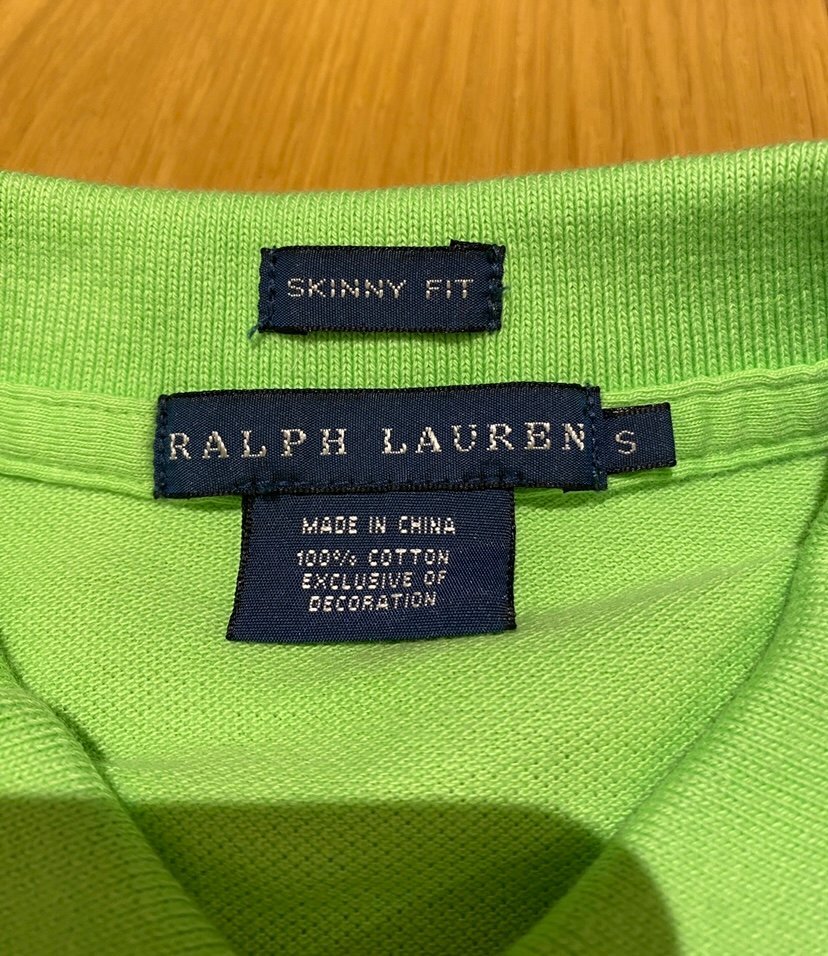 SKINNY FIT
RALPH LAUREN S
MADE IN CHINA
100% COTTON
EXCLUSIVE OF
DECORATION